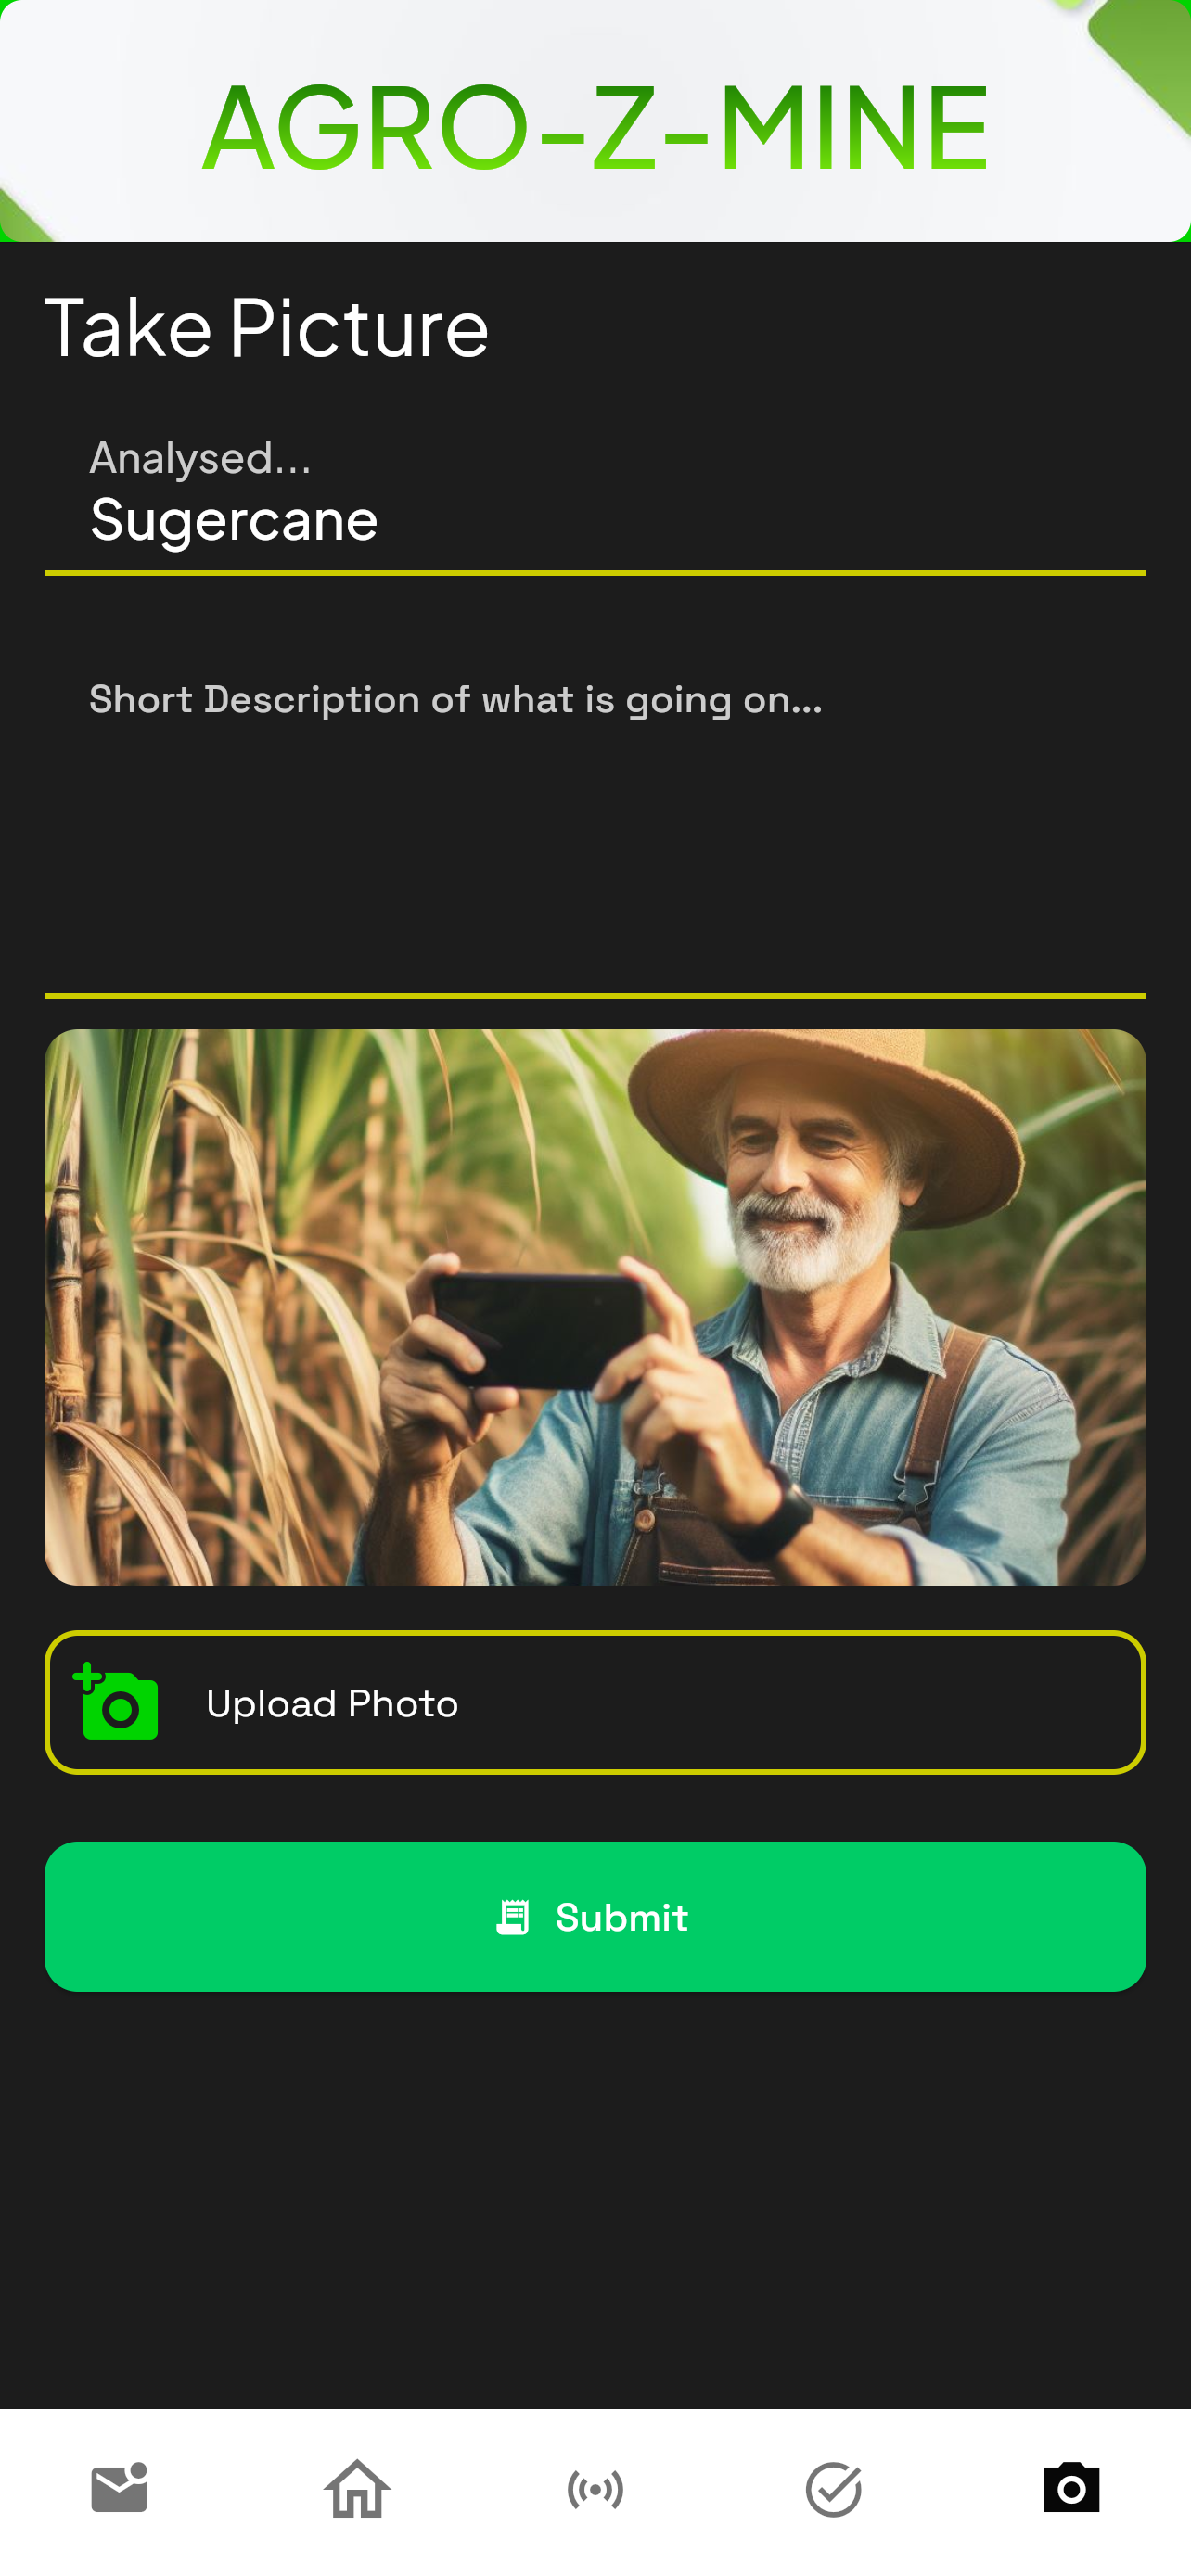 AGRO-Z-MINE
Take Picture
Analysed...
Sugercane
Short Description of what is going on...
Upload Photo
Submit